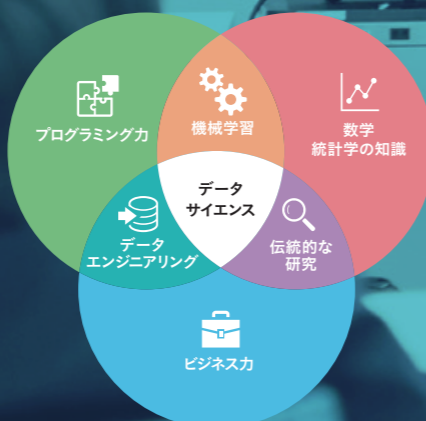 プログラミング力
機械学習
数学
統計学の知識
データ
サイエンス
データ
エンジニアリング
伝統的な
研究
ビジネス力